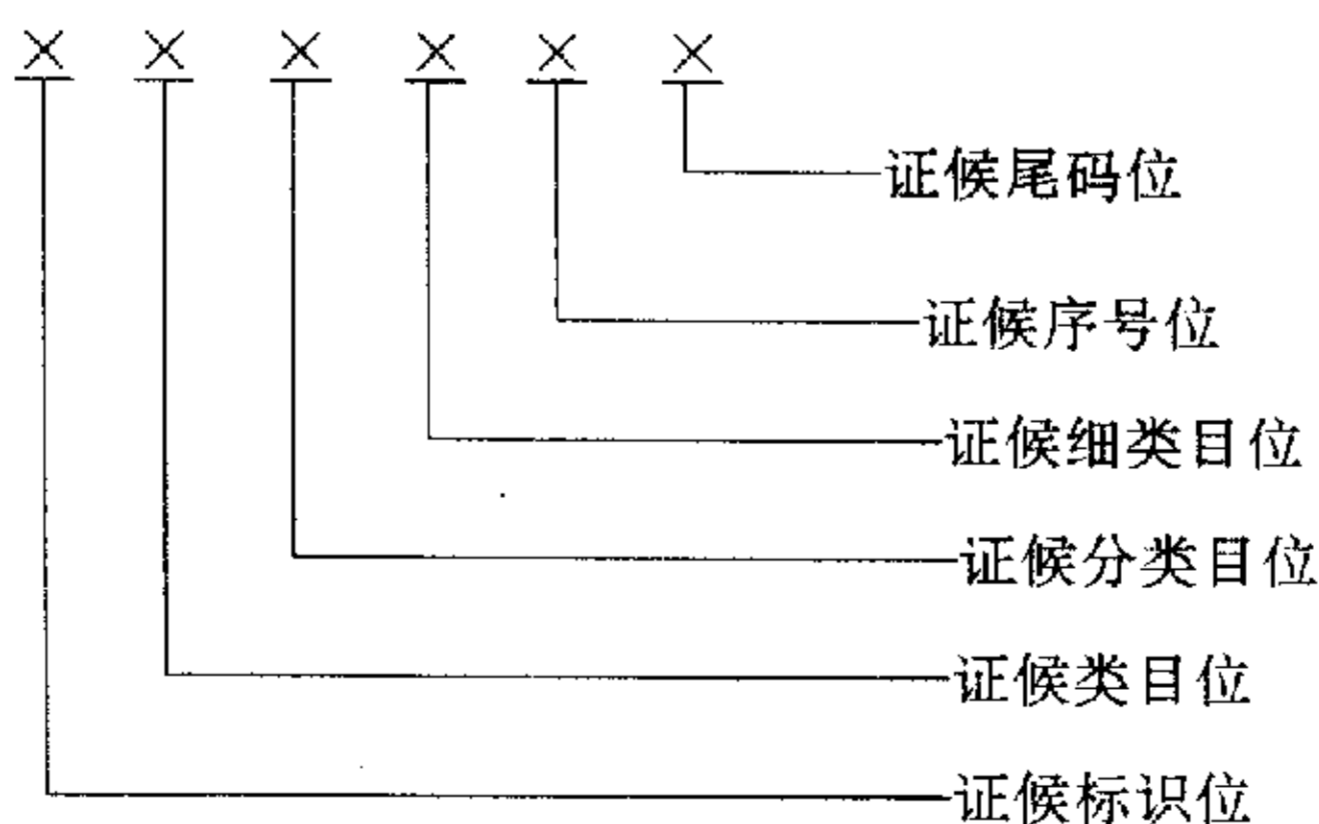 × × × × × ×
证候尾码位
证候序号位
证候细类目位
证候分类目位
证候类目位
证候标识位